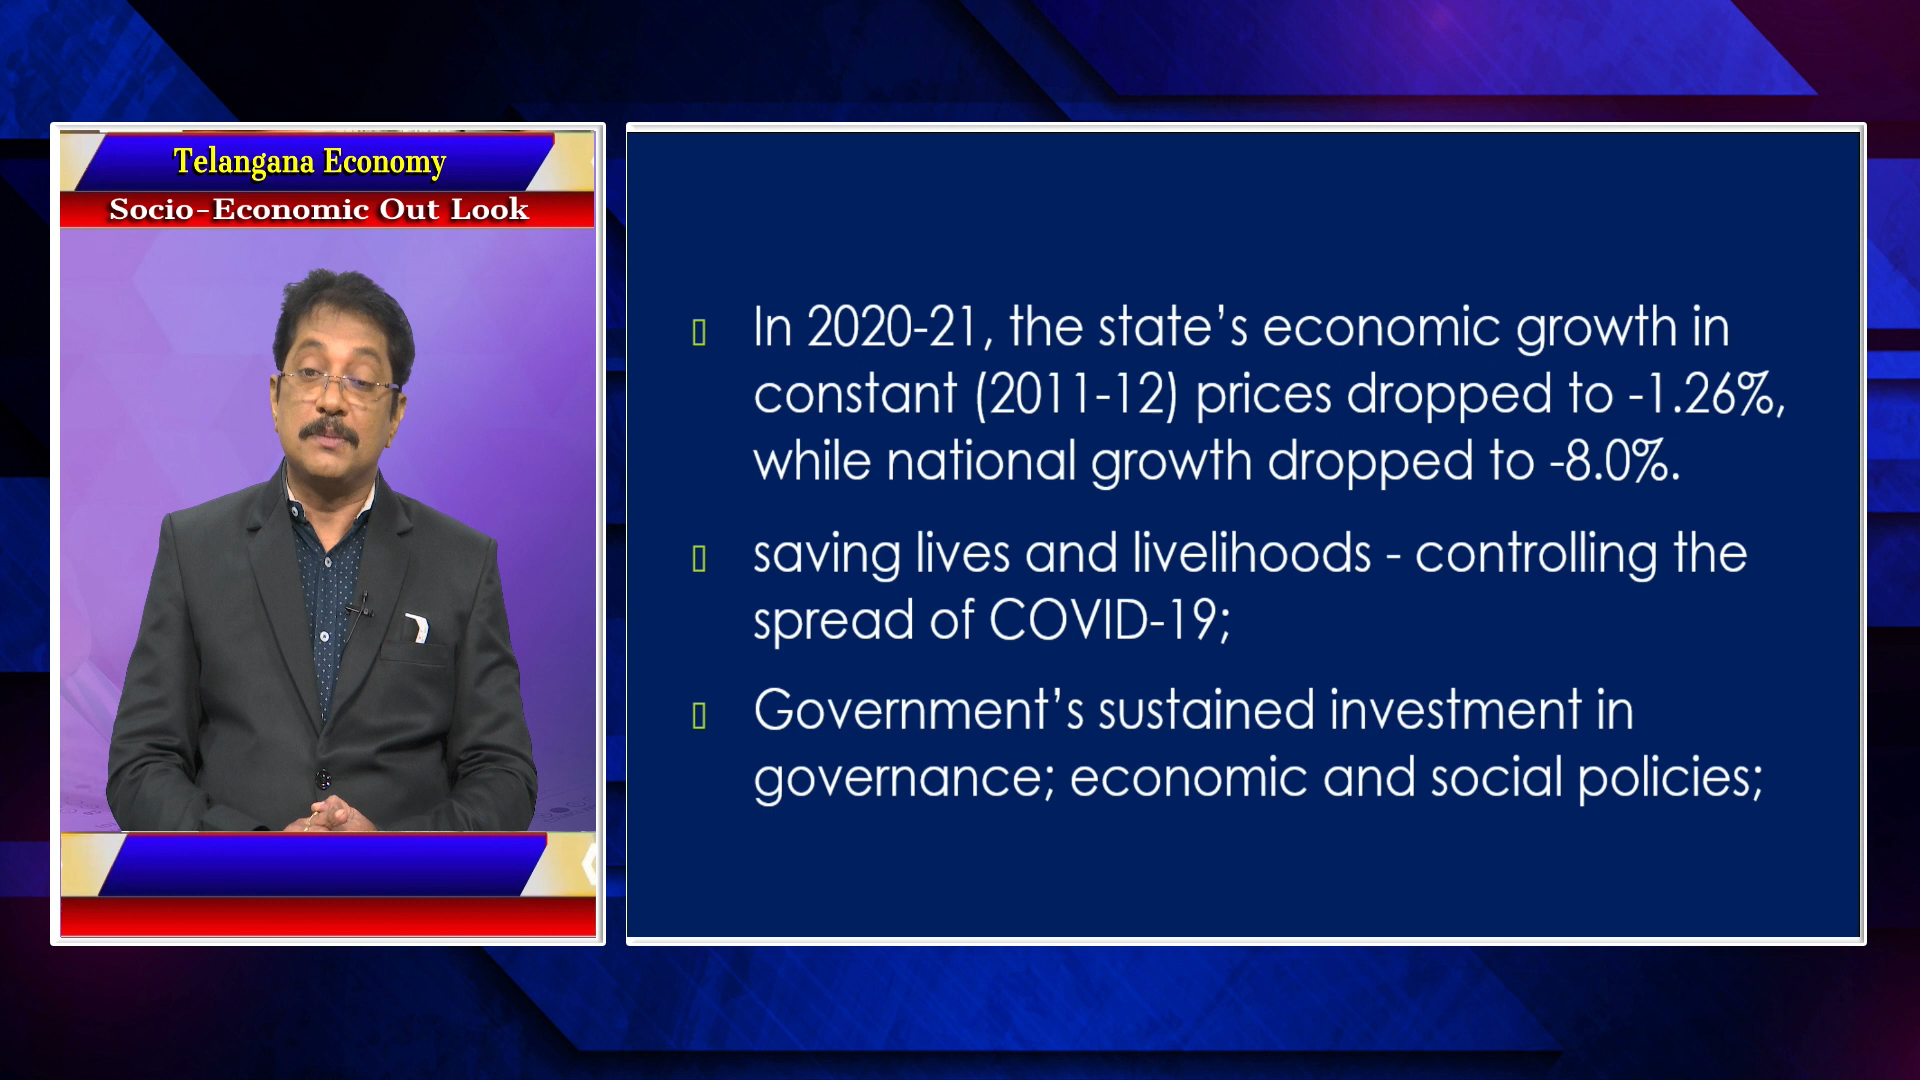 Telangana Economy
Socio-Economic Out Look
In 2020-21, the state’s economic growth in
constant (2011-12) prices dropped to -1.26%,
while national growth dropped to -8.0%.
saving lives and livelihoods - controlling the
spread of COVID-19;
Government’s sustained investment in
governance; economic and social policies;